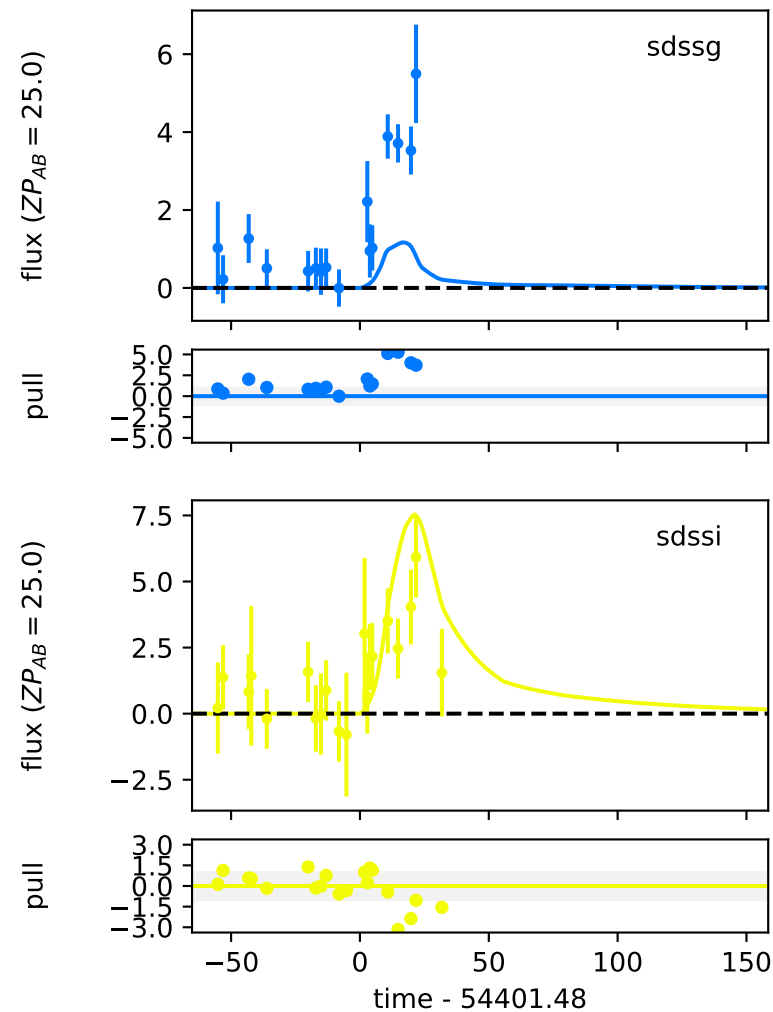 sdssg
flux ($ZP_{AB}$ = 25.0)
6
4
2
0
pull
5.0
2.5
0.0
−2.5
−5.0
sdssi
flux ($ZP_{AB}$ = 25.0)
7.5
5.0
2.5
0.0
−2.5
pull
3.0
1.5
0.0
−1.5
−3.0
−50 0 50 100 150
time - 54401.48